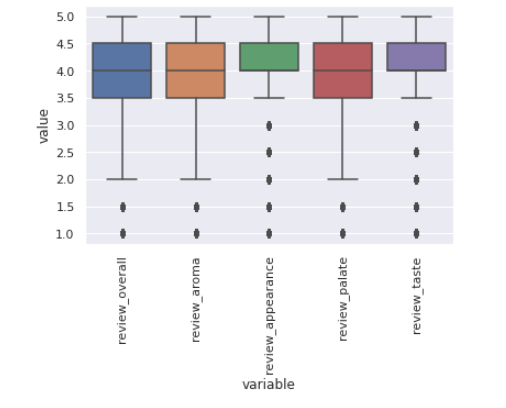 5.0
4.5
4.0
3.5
3.0
2.5
2.0
1.5
1.0
value
review_overall
review_aroma
review_appearance
review_palate
review_taste
variable